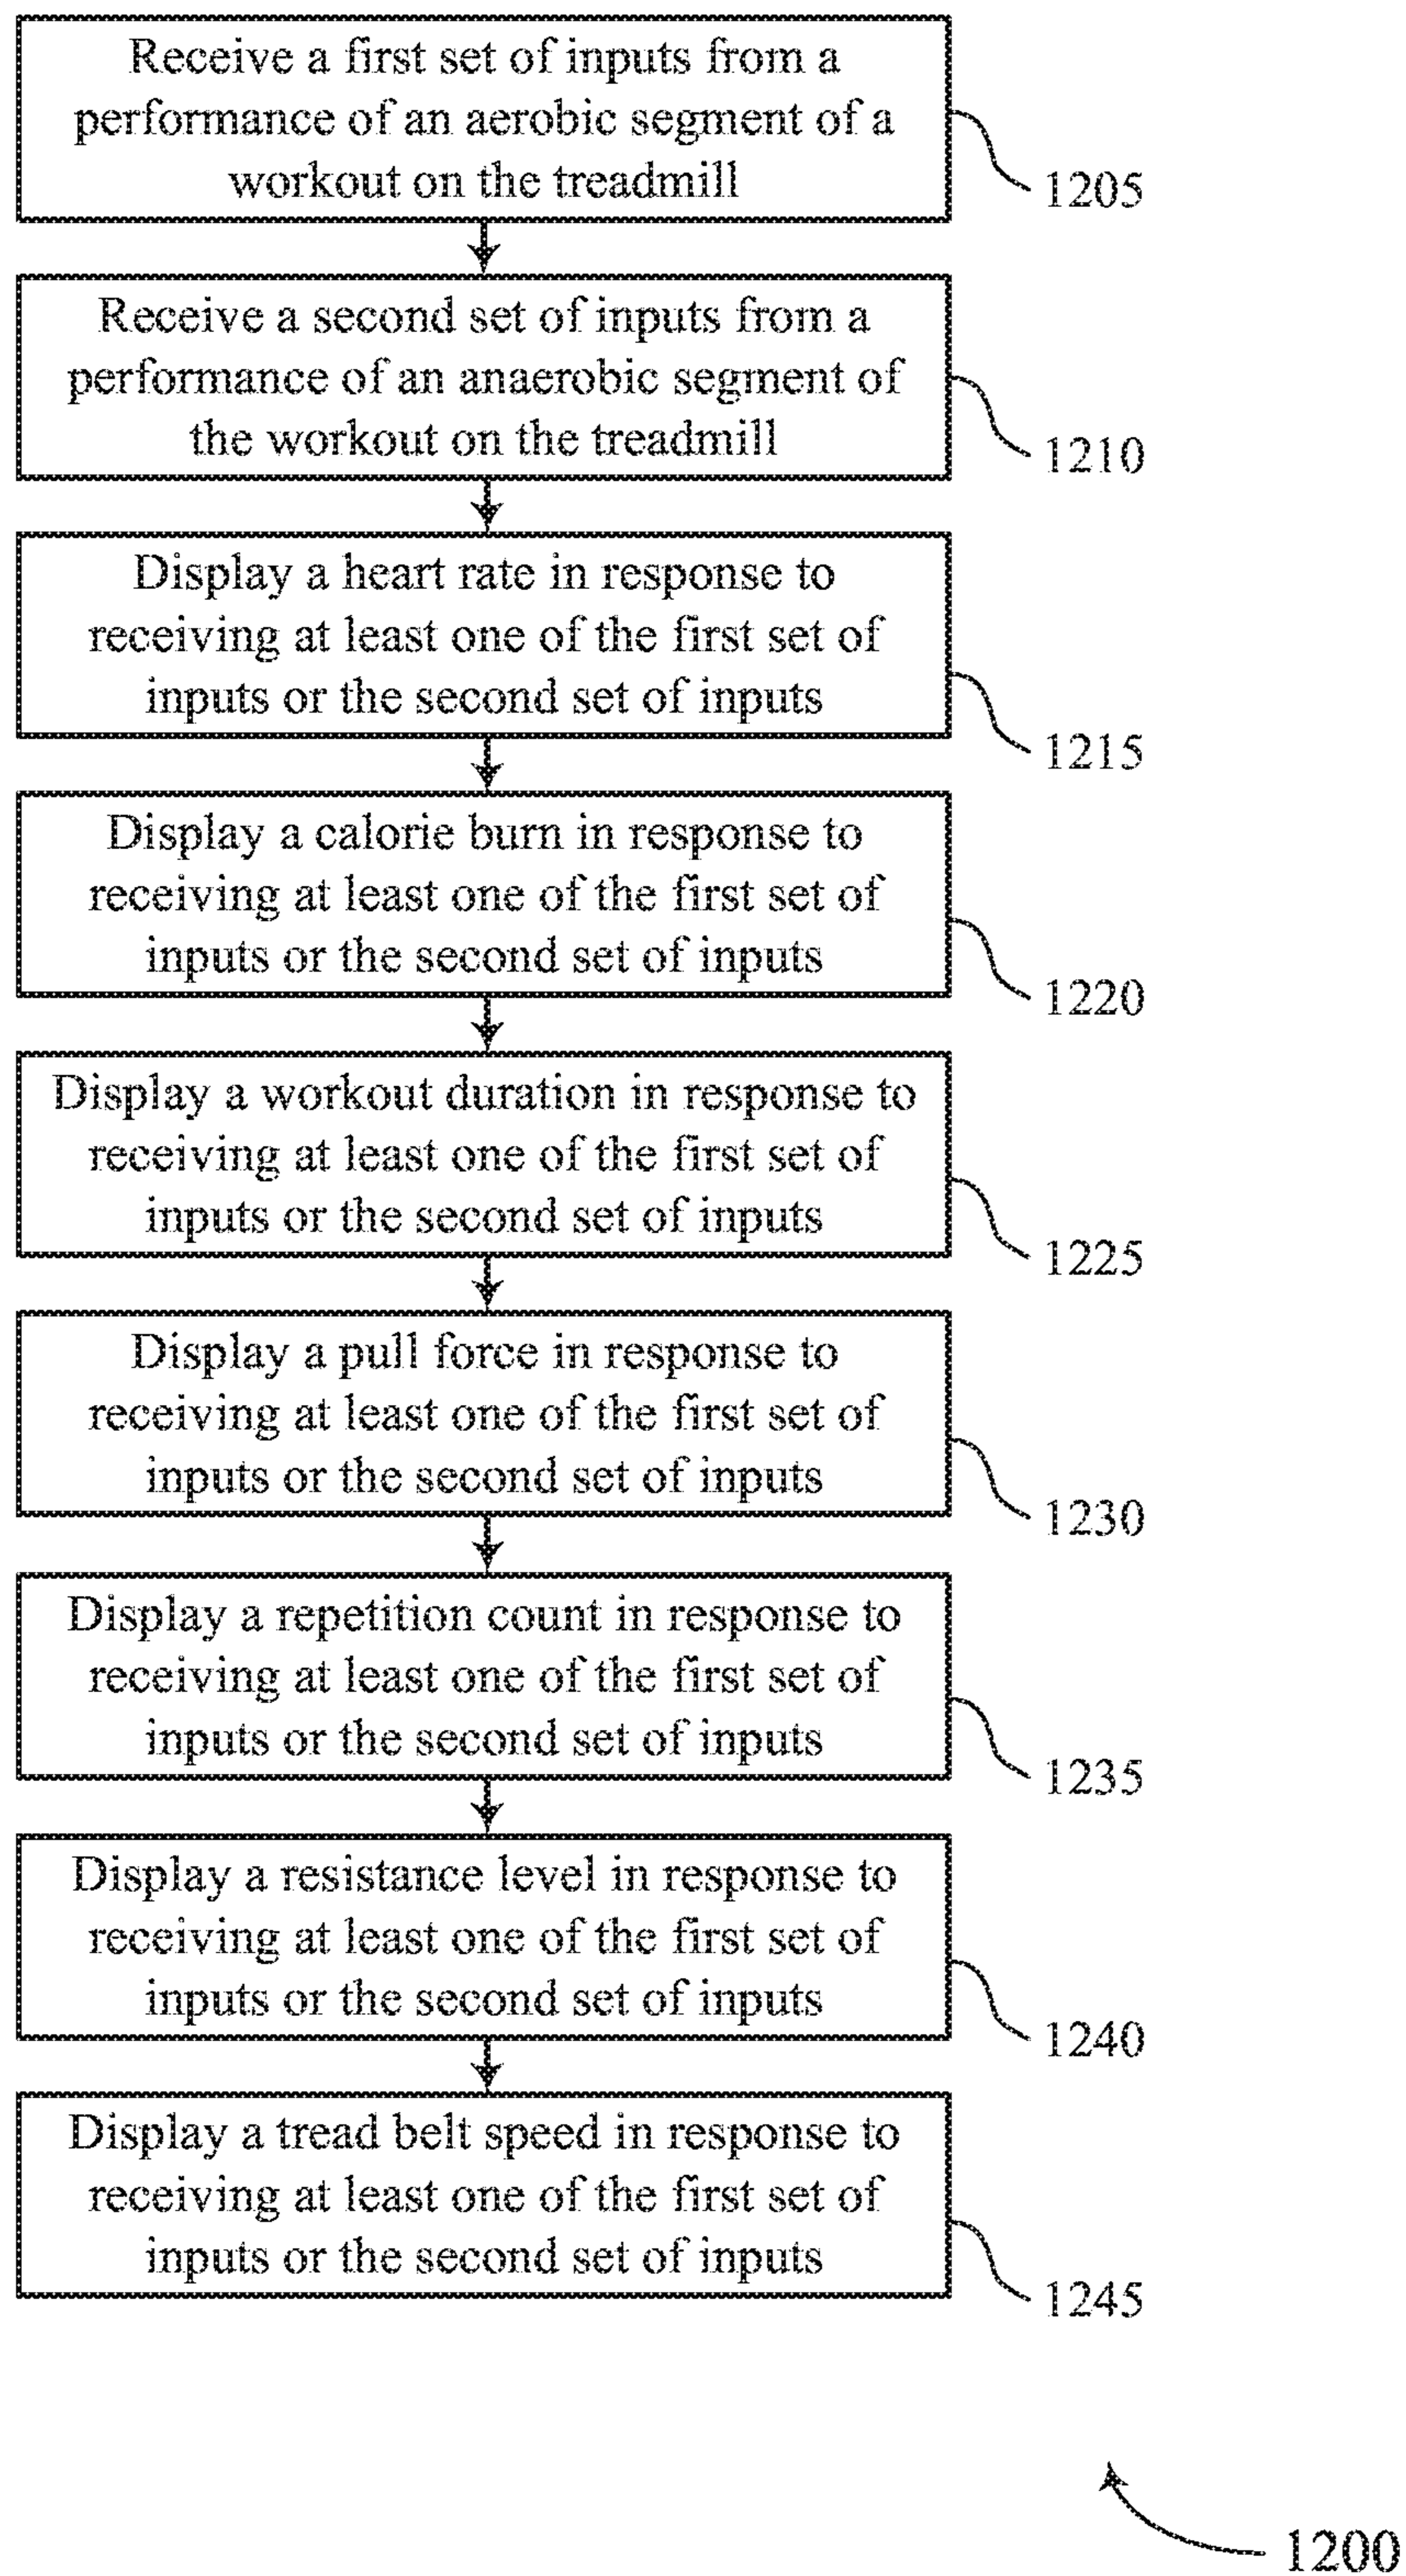 Receive a first set of inputs from a
performance of an aerobic segment of a
workout on the treadmill
1205
Receive a second set of inputs from a
performance of an anaerobic segment of
the workout on the treadmill
1210
Display a heart rate in response to
receiving at least one of the first set of
inputs or the second set of inputs
1215
Display a calorie burn in response to
receiving at least one of the first set of
inputs or the second set of inputs
1220
Display a workout duration in response to
receiving at least one of the first set of
inputs or the second set of inputs
1225
Display a pull force in response to
receiving at least one of the first set of
inputs or the second set of inputs
1230
Display a repetition count in response to
receiving at least one of the first set of
inputs or the second set of inputs
1235
Display a resistance level in response to
receiving at least one of the first set of
inputs or the second set of inputs
1240
Display a tread belt speed in response to
receiving at least one of the first set of
inputs or the second set of inputs
1245
1200